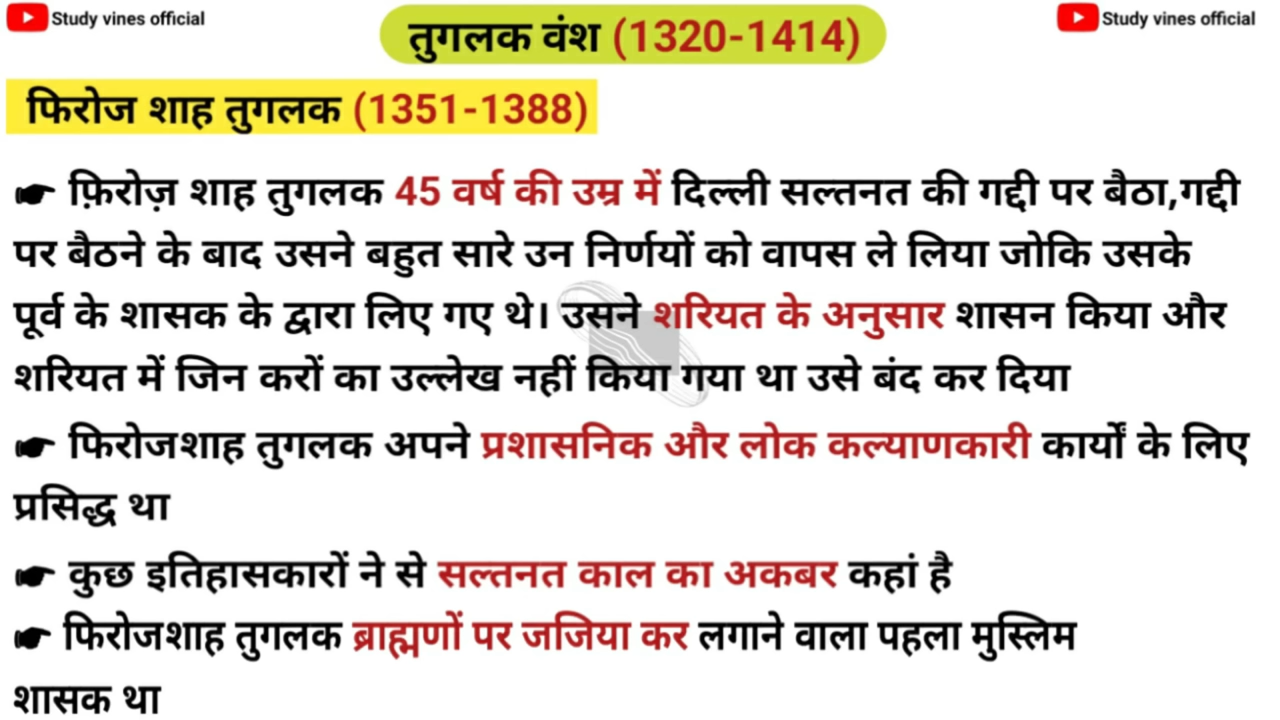 Study vines official
Study vines official
तुगलक वंश (1320-1414)
फिरोज शाह तुगलक (1351-1388)
☛ फ़िरोज़ शाह तुगलक 45 वर्ष की उम्र में दिल्ली सल्तनत की गद्दी पर बैठा,गद्दी
पर बैठने के बाद उसने बहुत सारे उन निर्णयों को वापस ले लिया जोकि उसके
पूर्व के शासक के द्वारा लिए गए थे। उसने शरियत के अनुसार शासन किया और
शरियत में जिन करों का उल्लेख नहीं किया गया था उसे बंद कर दिया
☛ फिरोजशाह तुगलक अपने प्रशासनिक और लोक कल्याणकारी कार्यों के लिए
प्रसिद्ध था
☛ कुछ इतिहासकारों ने से सल्तनत काल का अकबर कहां है
☛ फिरोजशाह तुगलक ब्राह्मणों पर जजिया कर लगाने वाला पहला मुस्लिम
शासक था